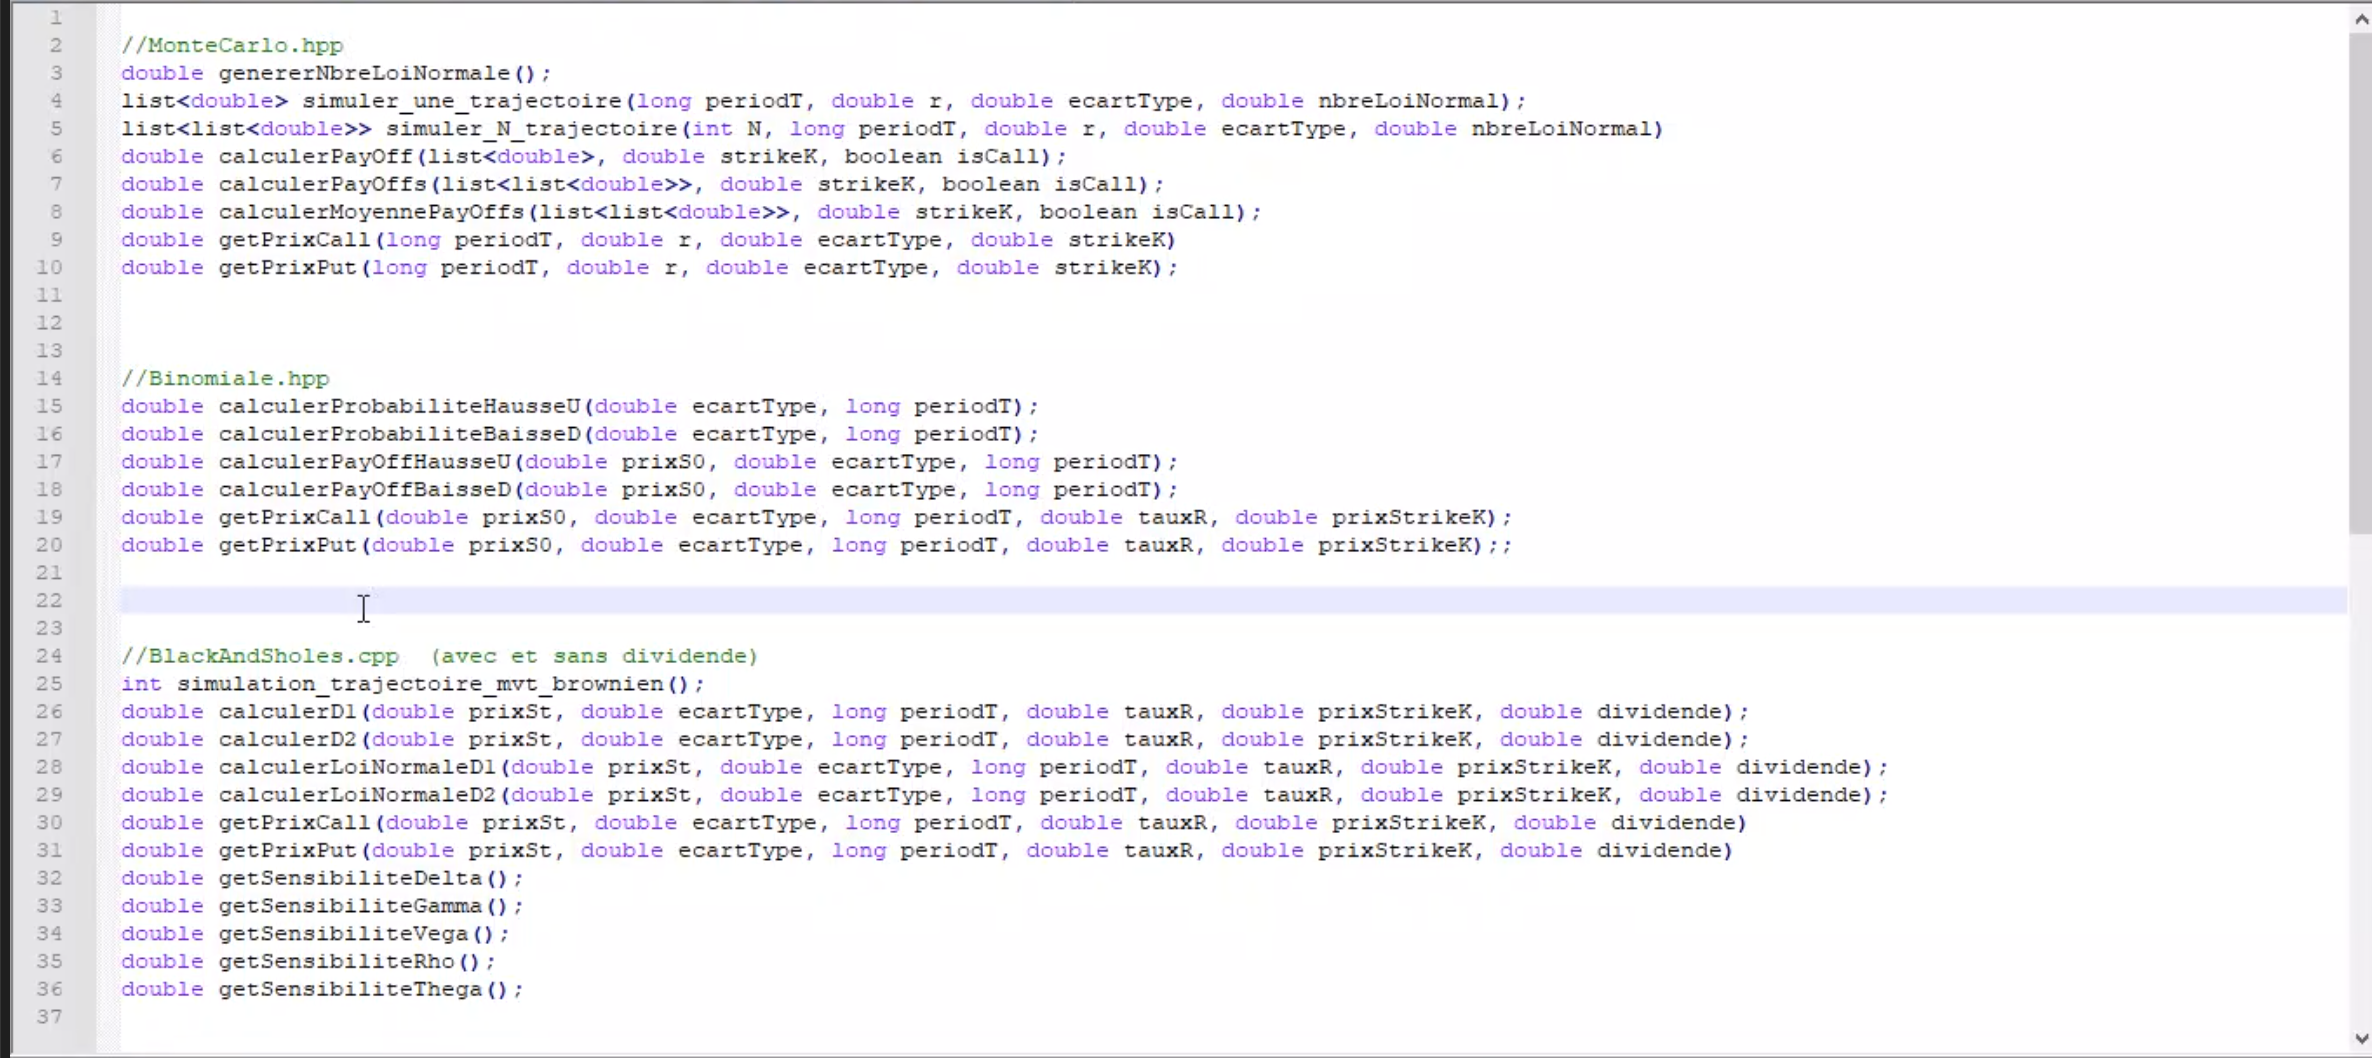 1
2 //MonteCarlo.hpp
3 double genererNbreLoiNormale();
4 list<double> simuler_une_trajectoire(long periodT, double r, double ecartType, double nbreLoiNormal);
5 list<list<double>> simuler_N_trajectoire(int N, long periodT, double r, double ecartType, double nbreLoiNormal)
6 double calculerPayOff(list<double>, double strikeK, boolean isCall);
7 double calculerPayOffs(list<list<double>>, double strikeK, boolean isCall);
8 double calculerMoyennePayOffs(list<list<double>>, double strikeK, boolean isCall);
9 double getPrixCall(long periodT, double r, double ecartType, double strikeK)
10 double getPrixPut(long periodT, double r, double ecartType, double strikeK);
11
12
13
14 //Binomiale.hpp
15 double calculerProbabiliteHausseU(double ecartType, long periodT);
16 double calculerProbabiliteBaisseD(double ecartType, long periodT);
17 double calculerPayOffHausseU(double prixS0, double ecartType, long periodT);
18 double calculerPayOffBaisseD(double prixS0, double ecartType, long periodT);
19 double getPrixCall(double prixS0, double ecartType, long periodT, double tauxR, double prixStrikeK);
20 double getPrixPut(double prixS0, double ecartType, long periodT, double tauxR, double prixStrikeK);;
21
22
23
24 //BlackAndSholes.cpp  (avec et sans dividende)
25 int simulation_trajectoire_mvt_brownien();
26 double calculerD1(double prixSt, double ecartType, long periodT, double tauxR, double prixStrikeK, double dividende);
27 double calculerD2(double prixSt, double ecartType, long periodT, double tauxR, double prixStrikeK, double dividende);
28 double calculerLoiNormaleD1(double prixSt, double ecartType, long periodT, double tauxR, double prixStrikeK, double dividende);
29 double calculerLoiNormaleD2(double prixSt, double ecartType, long periodT, double tauxR, double prixStrikeK, double dividende);
30 double getPrixCall(double prixSt, double ecartType, long periodT, double tauxR, double prixStrikeK, double dividende)
31 double getPrixPut(double prixSt, double ecartType, long periodT, double tauxR, double prixStrikeK, double dividende)
32 double getSensibiliteDelta();
33 double getSensibiliteGamma();
34 double getSensibiliteVega();
35 double getSensibiliteRho();
36 double getSensibiliteThega();
37